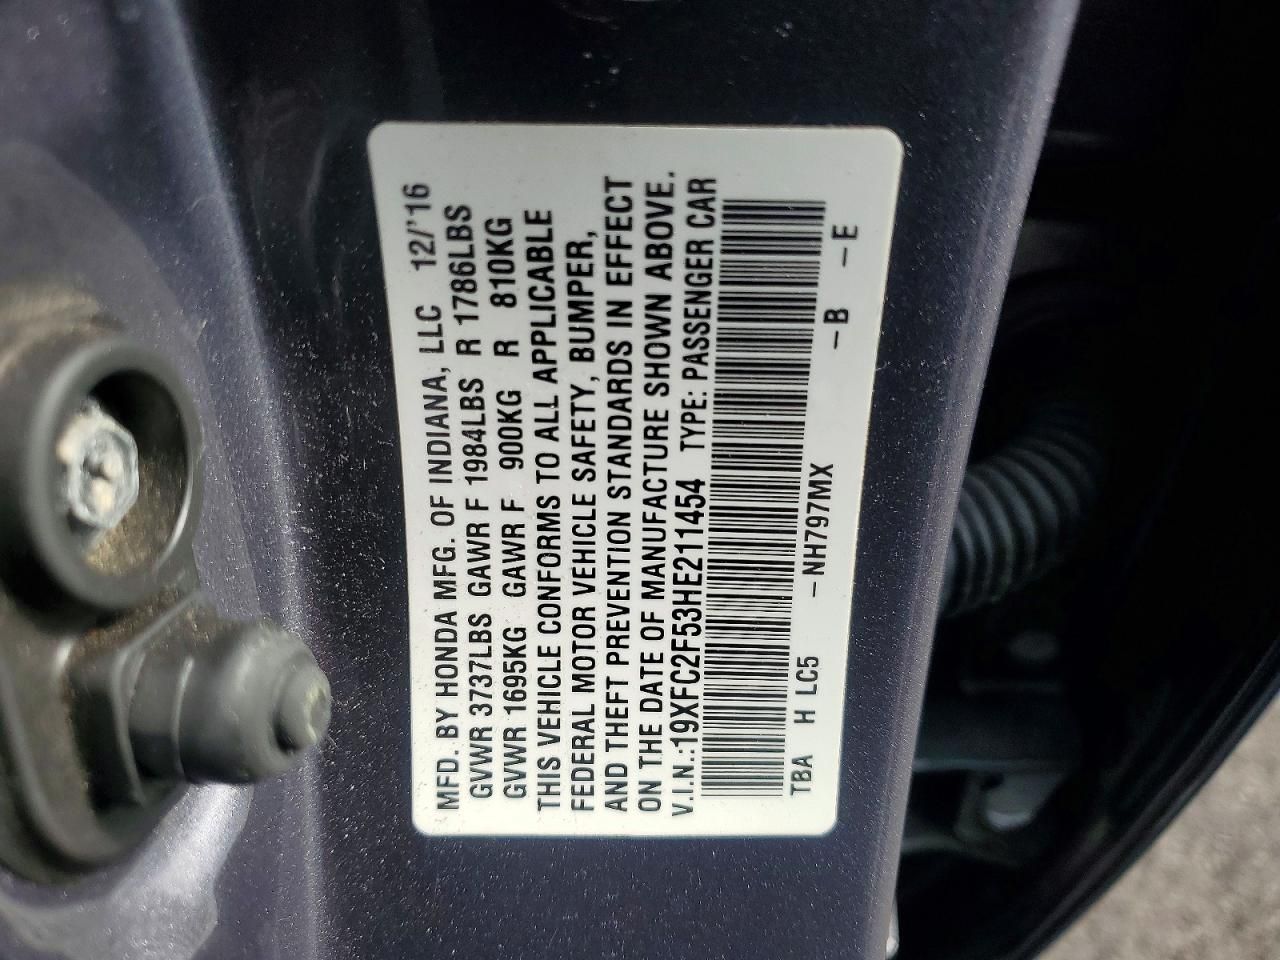 MFD. BY HONDA MFG. OF INDIANA, LLC 12/'16
GVWR 3737LBS GAWR F 1984LBS R 1786LBS
GVWR 1695KG GAWR F 900KG R 810KG
THIS VEHICLE CONFORMS TO ALL APPLICABLE
FEDERAL MOTOR VEHICLE SAFETY, BUMPER,
AND THEFT PREVENTION STANDARDS IN EFFECT
ON THE DATE OF MANUFACTURE SHOWN ABOVE.
V.I.N.:19XFC2F53HE211454 TYPE: PASSENGER CAR
TBA H LC5 -NH797MX -B -E